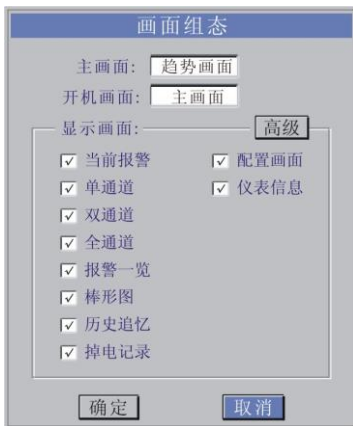 画面组态
主画面: 趋势画面
开机画面: 主画面
显示画面: 高级
当前报警 配置画面
单通道 仪表信息
双通道
全通道
报警一览
棒形图
历史追忆
掉电记录
确定 取消